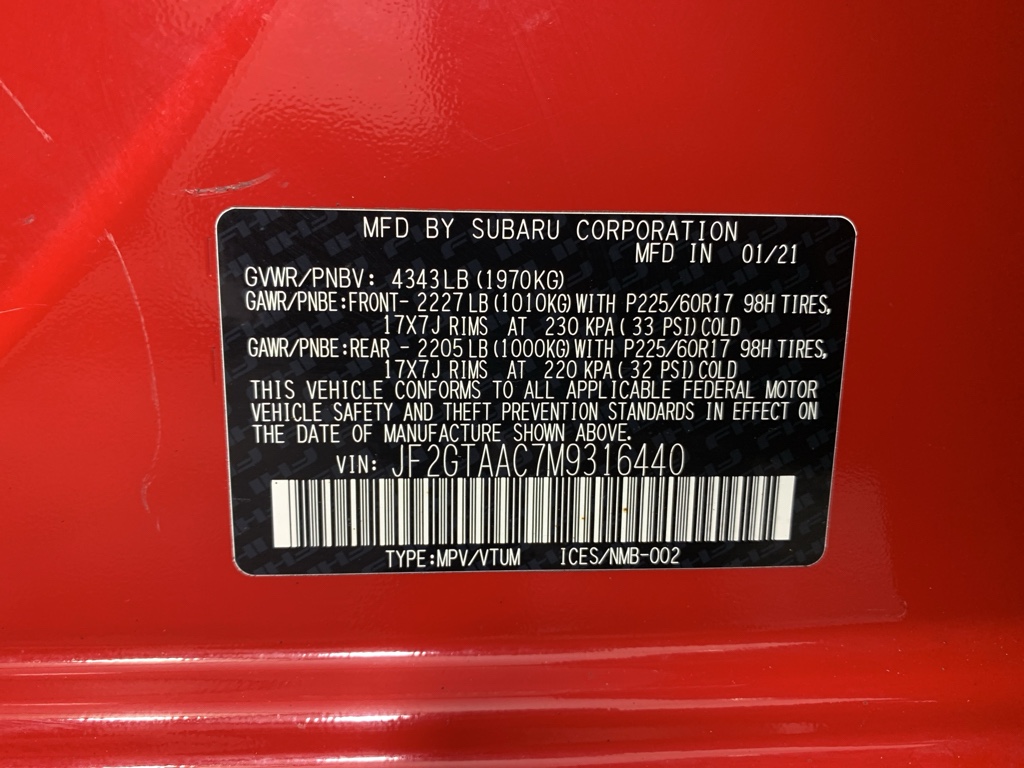 MFD BY SUBARU CORPORATION
MFD IN 01/21
GVWR/PNBV: 4343LB (1970KG)
GAWR/PNBE:FRONT- 2227 LB (1010KG) WITH P225/60R17 98H TIRES,
17X7J RIMS AT 230 KPA ( 33 PSI) COLD
GAWR/PNBE:REAR - 2205 LB (1000KG) WITH P225/60R17 98H TIRES,
17X7J RIMS AT 220 KPA ( 32 PSI) COLD
THIS VEHICLE CONFORMS TO ALL APPLICABLE FEDERAL MOTOR
VEHICLE SAFETY AND THEFT PREVENTION STANDARDS IN EFFECT ON
THE DATE OF MANUFACTURE SHOWN ABOVE.
VIN: JF2GTAAC7M9316440
TYPE:MPV/VTUM ICES/NMB-002